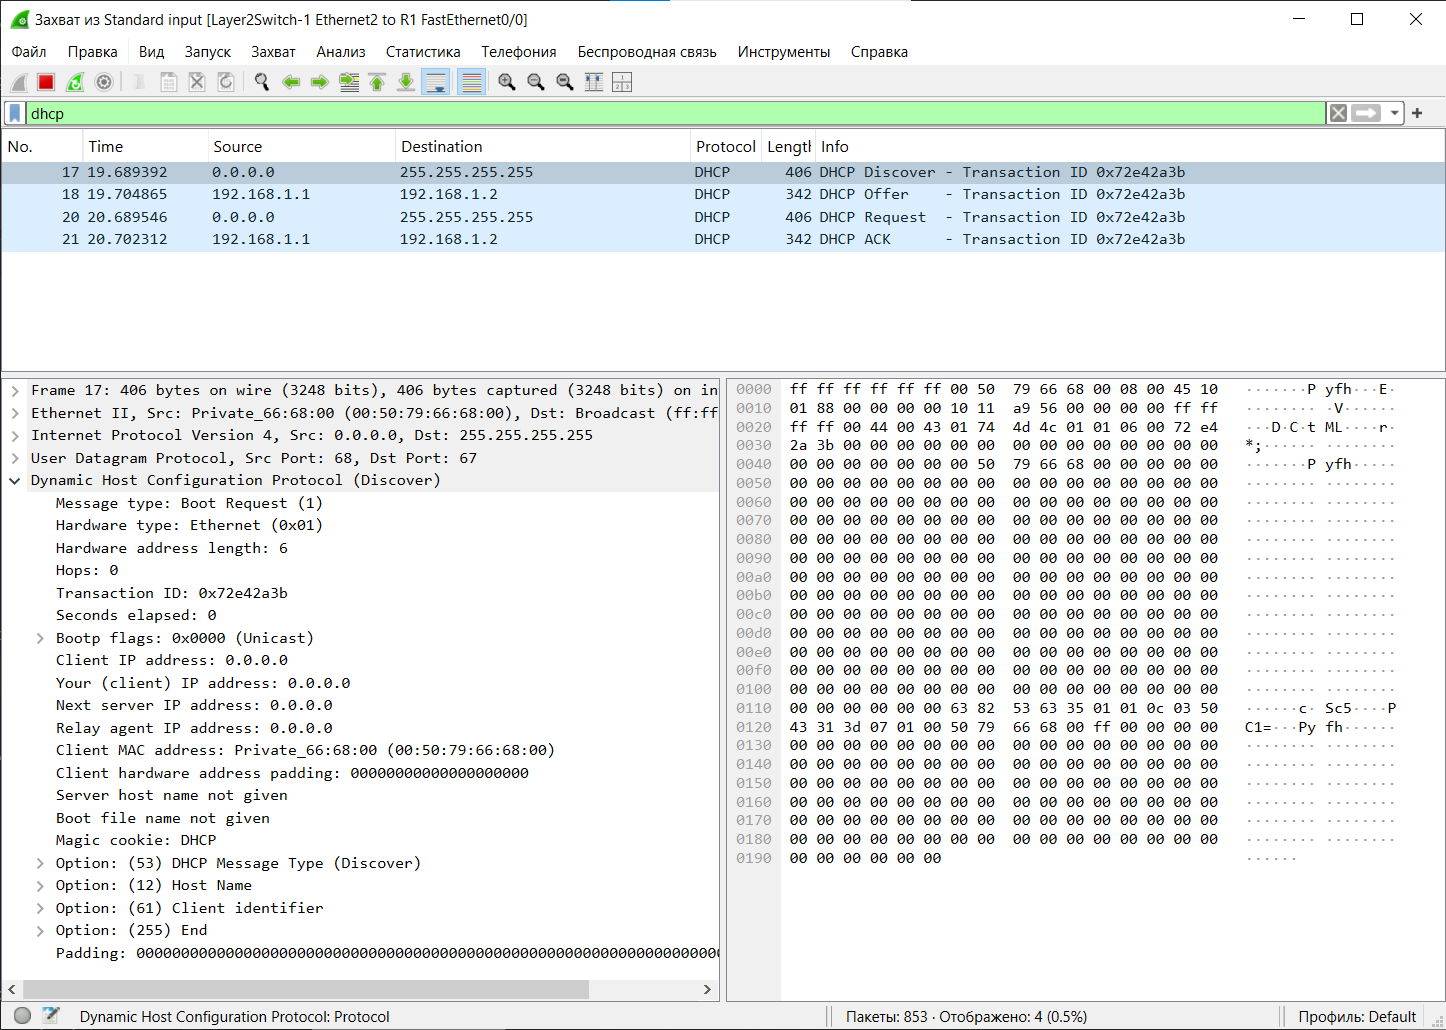 Захват из Standard input [Layer2Switch-1 Ethernet2 to R1 FastEthernet0/0]
Файл Правка Вид Запуск Захват Анализ Статистика Телефония Беспроводная связь Инструменты Справка
dhcp
No. Time Source Destination Protocol Length Info
17 19.689392 0.0.0.0 255.255.255.255 DHCP 406 DHCP Discover - Transaction ID 0x72e42a3b
18 19.704865 192.168.1.1 192.168.1.2 DHCP 342 DHCP Offer - Transaction ID 0x72e42a3b
20 20.689546 0.0.0.0 255.255.255.255 DHCP 406 DHCP Request - Transaction ID 0x72e42a3b
21 20.702312 192.168.1.1 192.168.1.2 DHCP 342 DHCP ACK - Transaction ID 0x72e42a3b
Frame 17: 406 bytes on wire (3248 bits), 406 bytes captured (3248 bits) on in
Ethernet II, Src: Private_66:68:00 (00:50:79:66:68:00), Dst: Broadcast (ff:ff
Internet Protocol Version 4, Src: 0.0.0.0, Dst: 255.255.255.255
User Datagram Protocol, Src Port: 68, Dst Port: 67
Dynamic Host Configuration Protocol (Discover)
Message type: Boot Request (1)
Hardware type: Ethernet (0x01)
Hardware address length: 6
Hops: 0
Transaction ID: 0x72e42a3b
Seconds elapsed: 0
Bootp flags: 0x0000 (Unicast)
Client IP address: 0.0.0.0
Your (client) IP address: 0.0.0.0
Next server IP address: 0.0.0.0
Relay agent IP address: 0.0.0.0
Client MAC address: Private_66:68:00 (00:50:79:66:68:00)
Client hardware address padding: 00000000000000000000
Server host name not given
Boot file name not given
Magic cookie: DHCP
Option: (53) DHCP Message Type (Discover)
Option: (12) Host Name
Option: (61) Client identifier
Option: (255) End
Padding: 000000000000000000000000000000000000000000000000000000000000000000
0000 ff ff ff ff ff ff 00 50 79 66 68 00 08 00 45 10 ·······P yfh···E·
0010 01 88 00 00 00 00 10 11 a9 56 00 00 00 00 ff ff ········ ·V······
0020 ff ff 00 44 00 43 01 74 4d 4c 01 01 06 00 72 e4 ···D·C·t ML····r·
0030 2a 3b 00 00 00 00 00 00 00 00 00 00 00 00 00 00 *;······ ········
0040 00 00 00 00 00 00 00 50 79 66 68 00 00 00 00 00 ·······P yfh·····
0050 00 00 00 00 00 00 00 00 00 00 00 00 00 00 00 00 ········ ········
0060 00 00 00 00 00 00 00 00 00 00 00 00 00 00 00 00 ········ ········
0070 00 00 00 00 00 00 00 00 00 00 00 00 00 00 00 00 ········ ········
0080 00 00 00 00 00 00 00 00 00 00 00 00 00 00 00 00 ········ ········
0090 00 00 00 00 00 00 00 00 00 00 00 00 00 00 00 00 ········ ········
00a0 00 00 00 00 00 00 00 00 00 00 00 00 00 00 00 00 ········ ········
00b0 00 00 00 00 00 00 00 00 00 00 00 00 00 00 00 00 ········ ········
00c0 00 00 00 00 00 00 00 00 00 00 00 00 00 00 00 00 ········ ········
00d0 00 00 00 00 00 00 00 00 00 00 00 00 00 00 00 00 ········ ········
00e0 00 00 00 00 00 00 00 00 00 00 00 00 00 00 00 00 ········ ········
00f0 00 00 00 00 00 00 00 00 00 00 00 00 00 00 00 00 ········ ········
0100 00 00 00 00 00 00 00 00 00 00 00 00 00 00 00 00 ········ ········
0110 00 00 00 00 00 00 63 82 53 63 35 01 01 0c 03 50 ······c· Sc5····P
0120 43 31 3d 07 01 00 50 79 66 68 00 ff 00 00 00 00 C1=···Py fh······
0130 00 00 00 00 00 00 00 00 00 00 00 00 00 00 00 00 ········ ········
0140 00 00 00 00 00 00 00 00 00 00 00 00 00 00 00 00 ········ ········
0150 00 00 00 00 00 00 00 00 00 00 00 00 00 00 00 00 ········ ········
0160 00 00 00 00 00 00 00 00 00 00 00 00 00 00 00 00 ········ ········
0170 00 00 00 00 00 00 00 00 00 00 00 00 00 00 00 00 ········ ········
0180 00 00 00 00 00 00 00 00 00 00 00 00 00 00 00 00 ········ ········
0190 00 00 00 00 00 00 ······
Dynamic Host Configuration Protocol: Protocol Пакеты: 853 · Отображено: 4 (0.5%) Профиль: Default